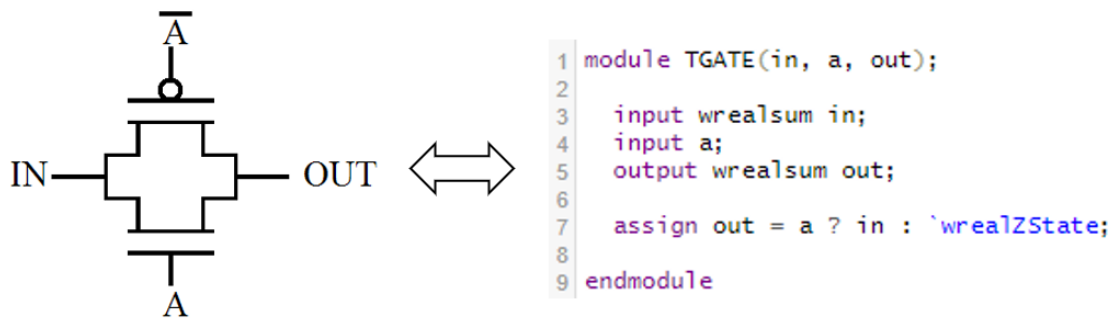 A̅
IN
OUT
A
1 module TGATE(in, a, out);
2
3 input wrealsum in;
4 input a;
5 output wrealsum out;
6
7 assign out = a ? in : `wrealZState;
8
9 endmodule